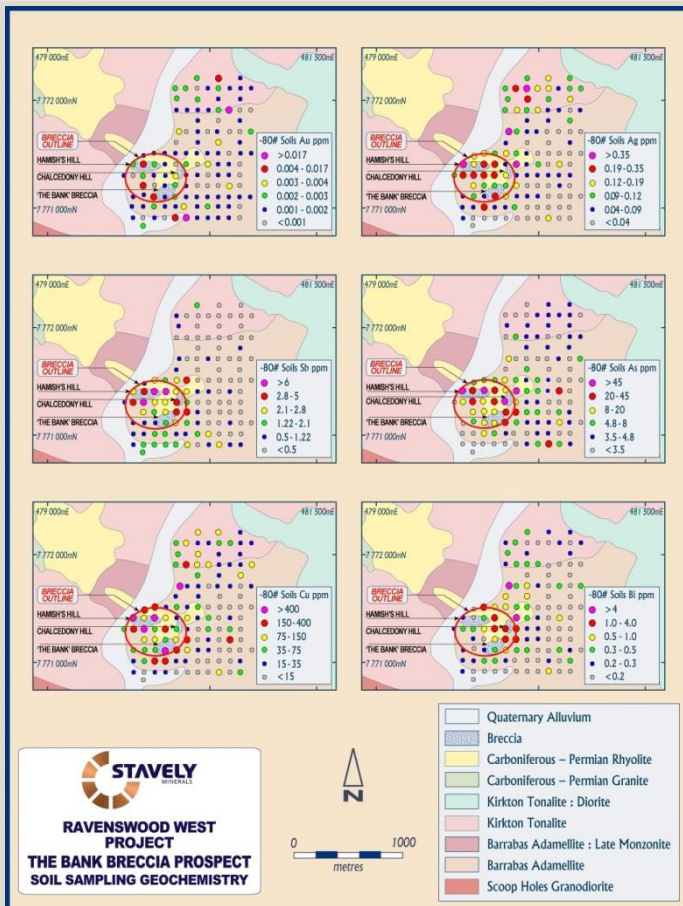 479 000mE
481 500mE
7 772 000mN
BRECCIA
OUTLINE
HAMISH'S HILL
CHALCEDONY HILL
'THE BANK' BRECCIA
7 771 000mN
-80# Soils Au ppm
>0.017
0.004 - 0.017
0.003 - 0.004
0.002 - 0.003
0.001 - 0.002
<0.001
479 000mE
481 500mE
7 772 000mN
BRECCIA
OUTLINE
HAMISH'S HILL
CHALCEDONY HILL
'THE BANK' BRECCIA
7 771 000mN
-80# Soils Ag ppm
>0.35
0.19-0.35
0.12-0.19
0.09-0.12
0.04-0.09
<0.04
7 772 000mN
BRECCIA
OUTLINE
HAMISH'S HILL
CHALCEDONY HILL
'THE BANK' BRECCIA
7 771 000mN
-80# Soils Sb ppm
>6
2.8 - 5
2.1 - 2.8
1.22 - 2.1
0.5 - 1.22
<0.5
7 772 000mN
BRECCIA
OUTLINE
HAMISH'S HILL
CHALCEDONY HILL
'THE BANK' BRECCIA
7 771 000mN
-80# Soils As ppm
>45
20-45
8 - 20
4.8 - 8
3.5 - 4.8
<3.5
479 000mE
481 500mE
7 772 000mN
BRECCIA
OUTLINE
HAMISH'S HILL
CHALCEDONY HILL
'THE BANK' BRECCIA
7 771 000mN
-80# Soils Cu ppm
> 400
150 - 400
75 - 150
35 - 75
15 - 35
< 15
479 000mE
481 500mE
7 772 000mN
BRECCIA
OUTLINE
HAMISH'S HILL
CHALCEDONY HILL
'THE BANK' BRECCIA
7 771 000mN
-80# Soils Bi ppm
> 4
1.0 - 4.0
0.5 - 1.0
0.3 - 0.5
0.2 - 0.3
<0.2
STAVELY
MINERALS
RAVENSWOOD WEST
PROJECT
THE BANK BRECCIA PROSPECT
SOIL SAMPLING GEOCHEMISTRY
N
0 1000
metres
Quaternary Alluvium
Breccia
Carboniferous – Permian Rhyolite
Carboniferous – Permian Granite
Kirkton Tonalite : Diorite
Kirkton Tonalite
Barrabas Adamellite : Late Monzonite
Barrabas Adamellite
Scoop Holes Granodiorite